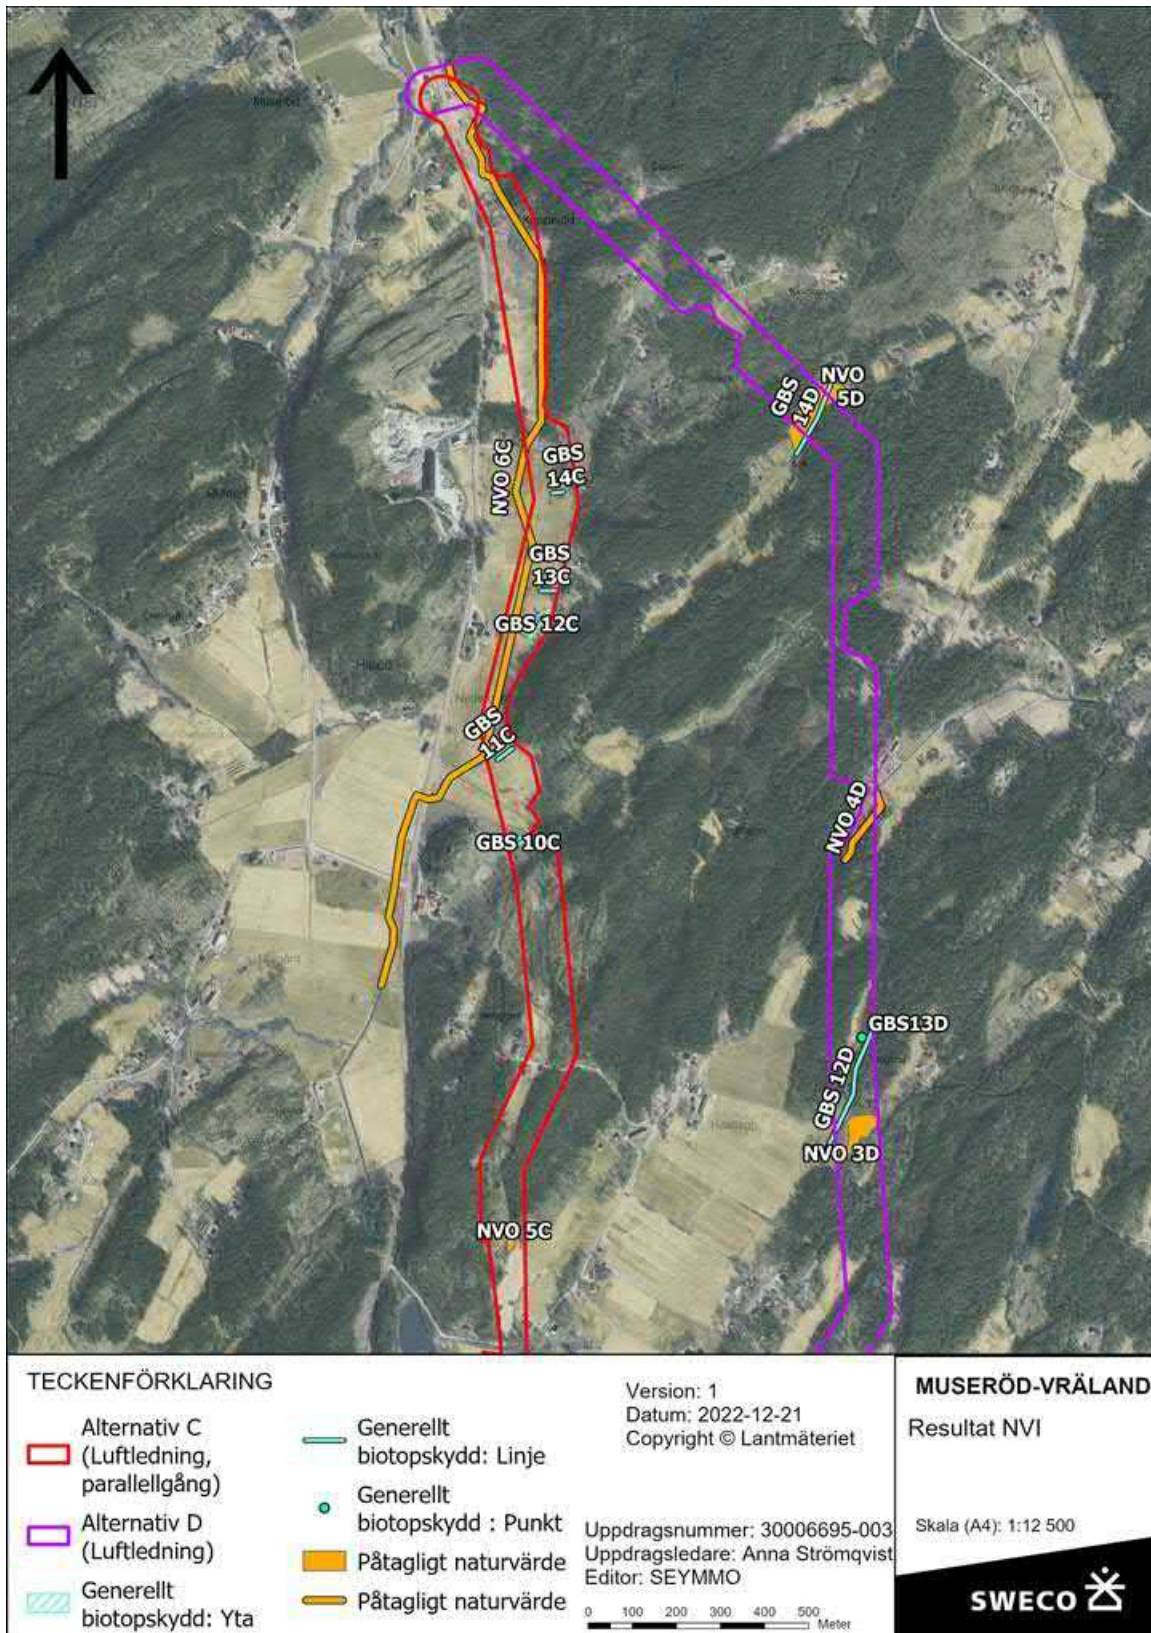 NVO
5D
GBS
14D
NVO 6C
GBS
14C
GBS
13C
GBS 12C
GBS
11C
GBS 10C
NVO 4D
GBS13D
GBS 12D
NVO 3D
NVO 5C
TECKENFÖRKLARING
Alternativ C
(Luftledning,
parallellgång)
Alternativ D
(Luftledning)
Generellt
biotopskydd: Yta
Generellt
biotopskydd: Linje
Generellt
biotopskydd : Punkt
Påtagligt naturvärde
Påtagligt naturvärde
Version: 1
Datum: 2022-12-21
Copyright © Lantmäteriet
Uppdragsnummer: 30006695-003
Uppdragsledare: Anna Strömqvist
Editor: SEYMMO
0 100 200 300 400 500
Meter
MUSERÖD-VRÄLAND
Resultat NVI
Skala (A4): 1:12 500
SWECO